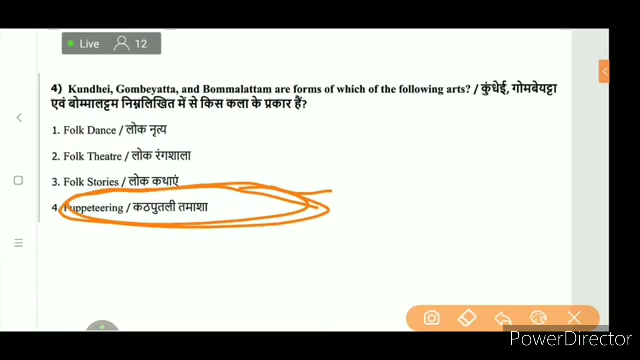 Live 12
4) Kundhei, Gombeyatta, and Bommalattam are forms of which of the following arts? / कुंधेई, गोमबेयट्टा
एवं बोम्मालट्टम निम्नलिखित में से किस कला के प्रकार हैं?
1. Folk Dance / लोक नृत्य
2. Folk Theatre / लोक रंगशाला
3. Folk Stories / लोक कथाएं
4. Puppeteering / कठपुतली तमाशा
PowerDirector